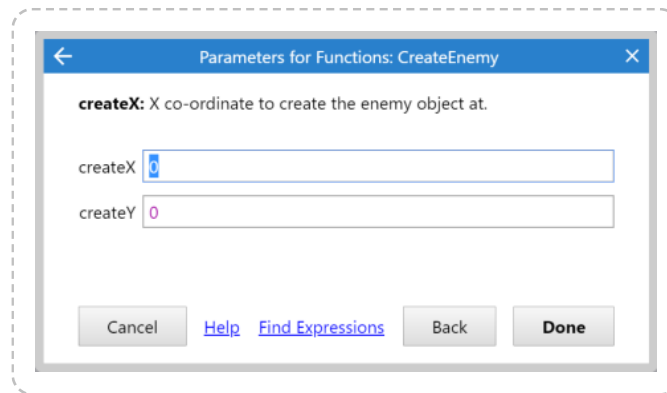 Parameters for Functions: CreateEnemy
createX: X co-ordinate to create the enemy object at.
createX 0
createY 0
Cancel Help Find Expressions Back Done